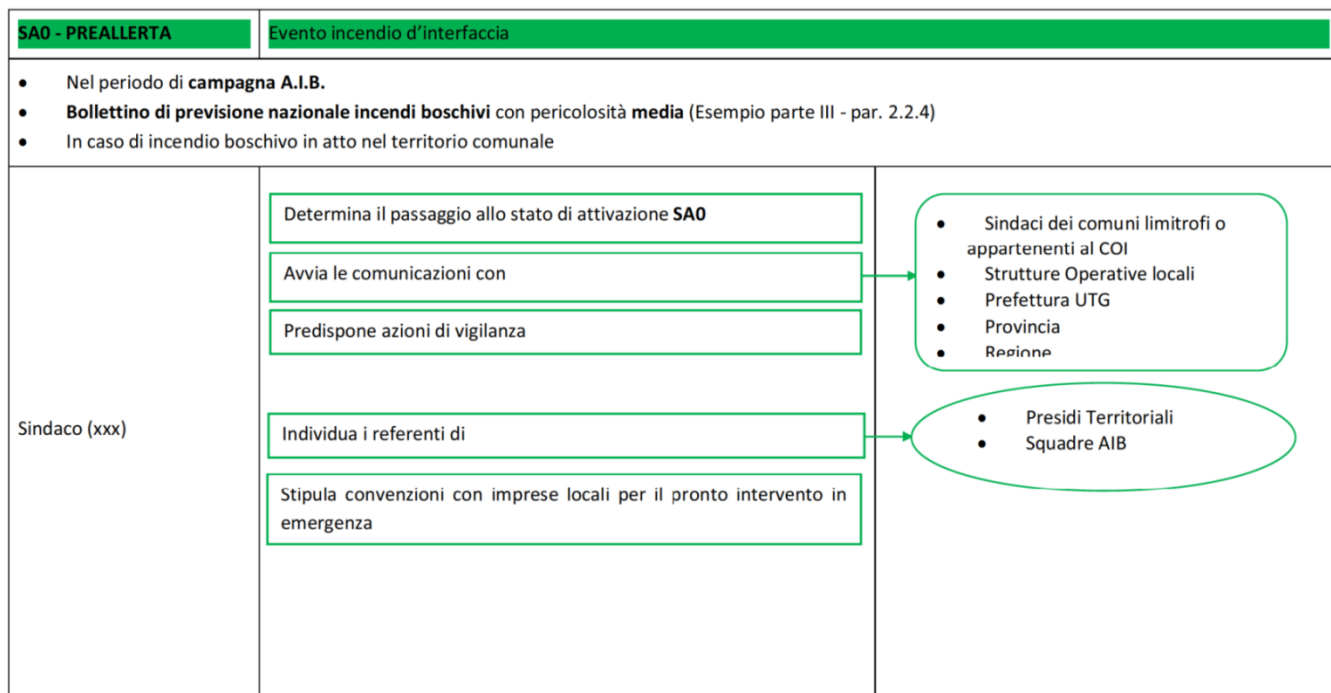 SA0 - PREALLERTA
Evento incendio d'interfaccia
• Nel periodo di campagna A.I.B.
• Bollettino di previsione nazionale incendi boschivi con pericolosità media (Esempio parte III - par. 2.2.4)
• In caso di incendio boschivo in atto nel territorio comunale
Sindaco (xxx)
Determina il passaggio allo stato di attivazione SA0
Avvia le comunicazioni con
• Sindaci dei comuni limitrofi o
appartenenti al COI
• Strutture Operative locali
• Prefettura UTG
• Provincia
• Regione
Predispone azioni di vigilanza
Individua i referenti di
• Presidi Territoriali
• Squadre AIB
Stipula convenzioni con imprese locali per il pronto intervento in
emergenza